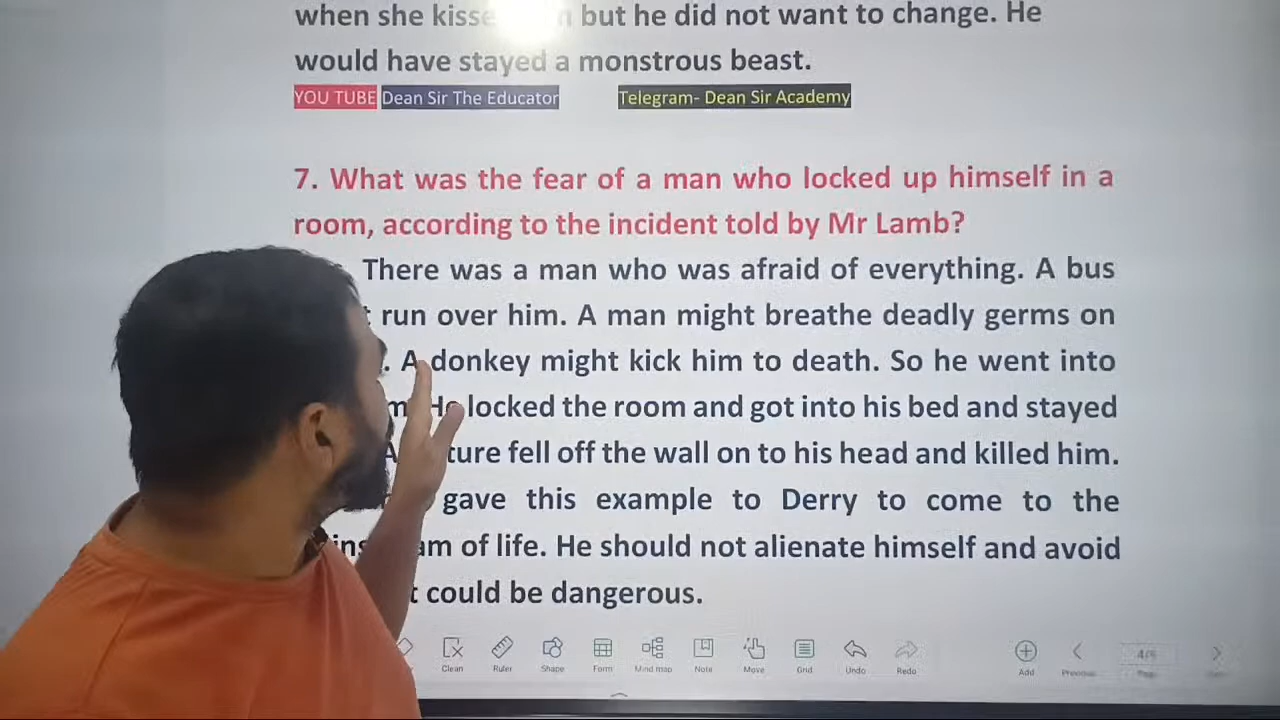 when she kisse but he did not want to change. He
would have stayed a monstrous beast.
YOU TUBE Dean Sir The Educator Telegram- Dean Sir Academy
7. What was the fear of a man who locked up himself in a
room, according to the incident told by Mr Lamb?
There was a man who was afraid of everything. A bus
run over him. A man might breathe deadly germs on
A donkey might kick him to death. So he went into
He locked the room and got into his bed and stayed
fell off the wall on to his head and killed him.
gave this example to Derry to come to the
of life. He should not alienate himself and avoid
could be dangerous.
Clean Ruler Shape Form Mind map Note Move Grid Undo Redo Add Previous